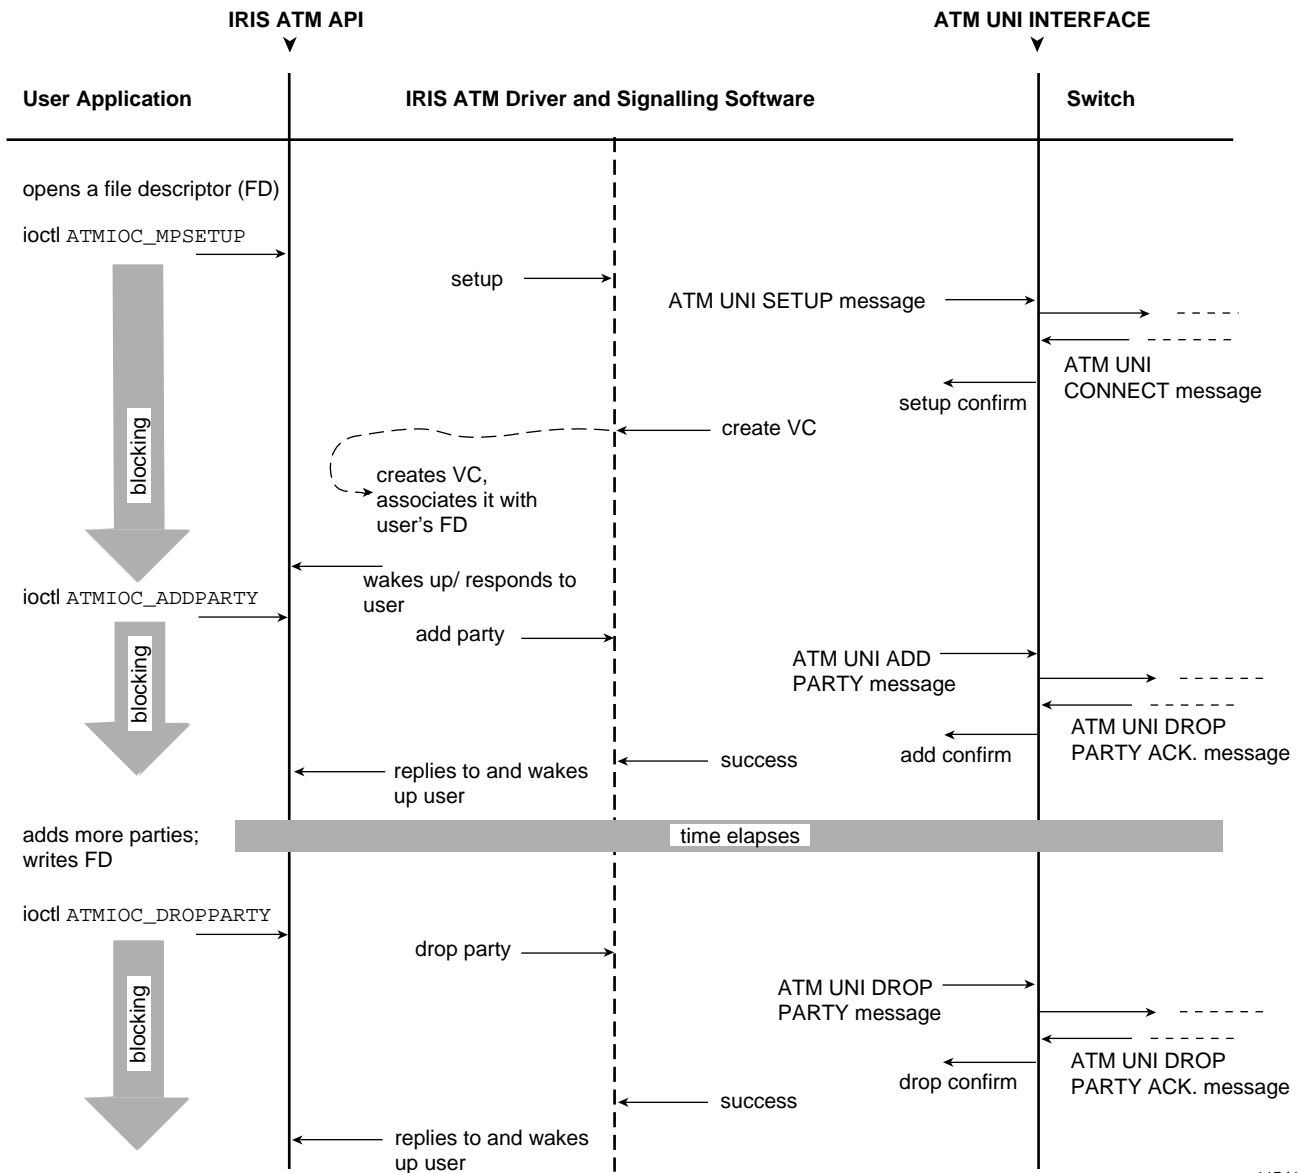 IRIS ATM API
ATM UNI INTERFACE
User Application
IRIS ATM Driver and Signalling Software
Switch
opens a file descriptor (FD)
ioctl ATMIOC_MPSETUP
setup
ATM UNI SETUP message
ATM UNI
CONNECT message
setup confirm
create VC
blocking
creates VC,
associates it with
user's FD
wakes up/ responds to
user
ioctl ATMIOC_ADDPARTY
add party
blocking
ATM UNI ADD
PARTY message
ATM UNI DROP
PARTY ACK. message
add confirm
success
replies to and wakes
up user
adds more parties;
writes FD
time elapses
ioctl ATMIOC_DROPPARTY
drop party
blocking
ATM UNI DROP
PARTY message
ATM UNI DROP
PARTY ACK. message
drop confirm
success
replies to and wakes
up user